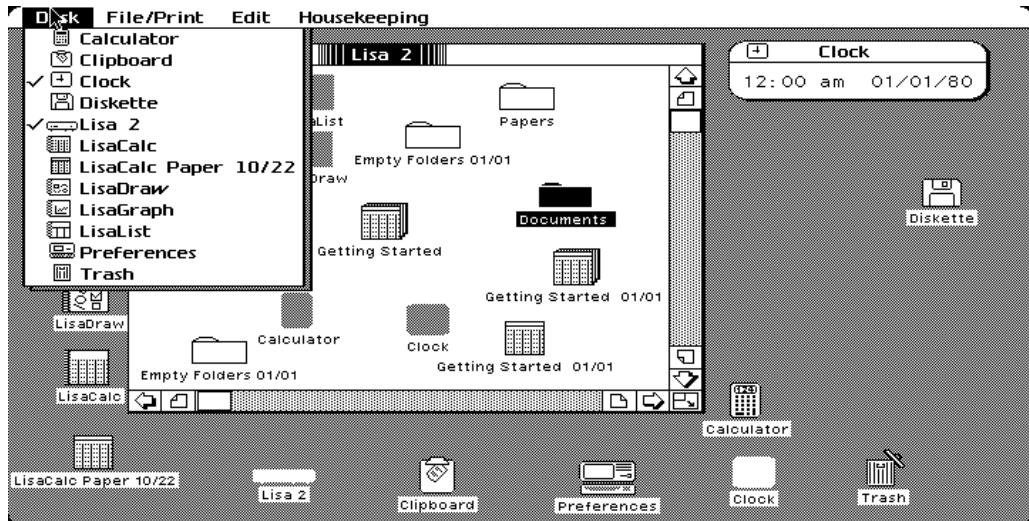 Desk File/Print Edit Housekeeping
Calculator
Clipboard
Clock
Diskette
Lisa 2
LisaCalc
LisaCalc Paper 10/22
LisaDraw
LisaGraph
LisaList
Preferences
Trash
Lisa 2
Papers
Empty Folders 01/01
Documents
Getting Started
Getting Started 01/01
Calculator
Clock
Getting Started 01/01
Empty Folders 01/01
Clock
12:00 am 01/01/80
Diskette
LisaDraw
LisaCalc
LisaCalc Paper 10/22
Lisa 2
Clipboard
Preferences
Calculator
Clock
Trash